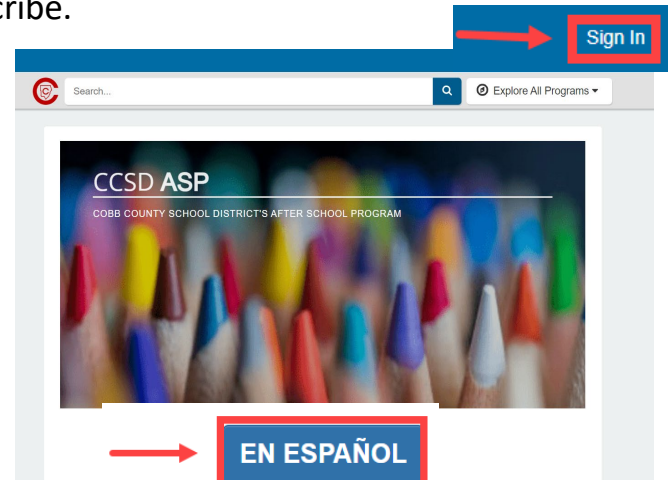 cribe.
Sign In
Search...
Explore All Programs
CCSD ASP
COBB COUNTY SCHOOL DISTRICT'S AFTER SCHOOL PROGRAM
EN ESPAÑOL